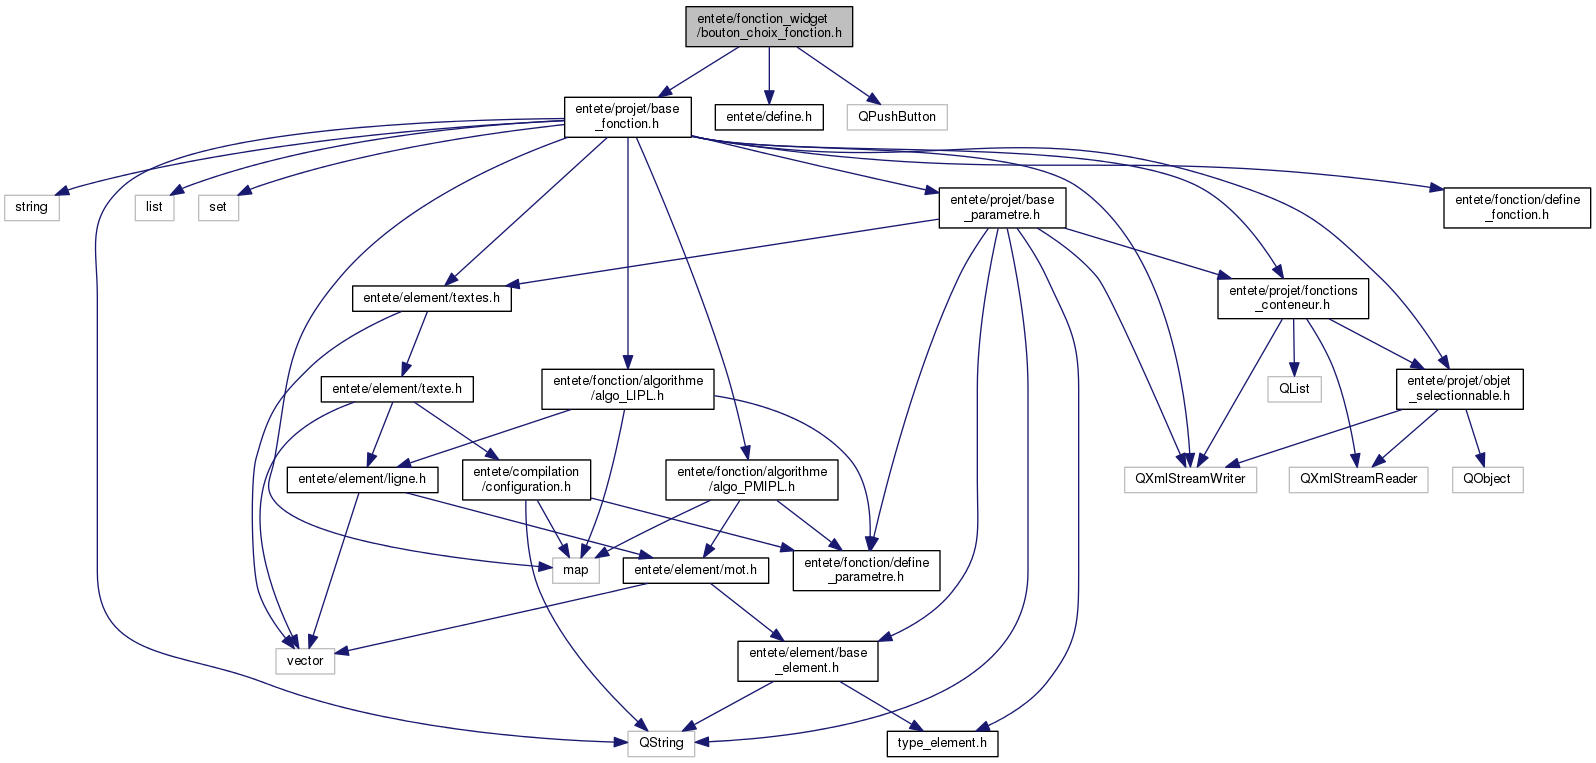 entete/fonction_widget
/bouton_choix_fonction.h
entete/projet/base
_fonction.h
entete/define.h
QPushButton
string
list
set
entete/projet/base
_parametre.h
entete/fonction/define
_fonction.h
entete/element/textes.h
entete/projet/fonctions
_conteneur.h
entete/element/texte.h
entete/fonction/algorithme
/algo_LIPL.h
QList
entete/projet/objet
_selectionnable.h
entete/element/ligne.h
entete/compilation
/configuration.h
entete/fonction/algorithme
/algo_PMIPL.h
QXmlStreamWriter
QXmlStreamReader
QObject
map
entete/element/mot.h
entete/fonction/define
_parametre.h
vector
entete/element/base
_element.h
QString
type_element.h